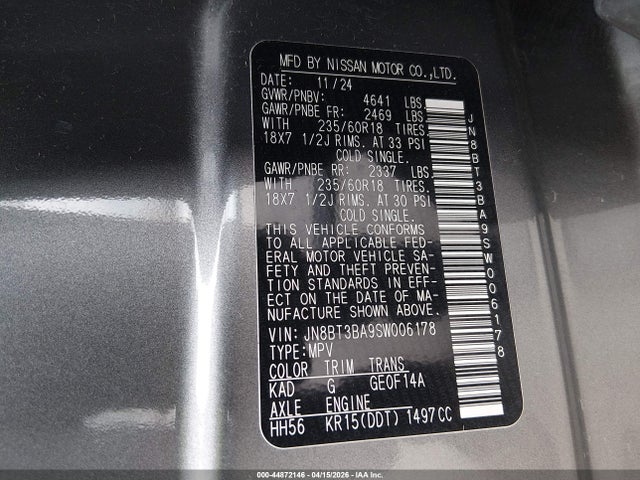 MFD BY NISSAN MOTOR CO.,LTD.
DATE: 11/24
GVWR/PNBV: 4641 LBS
GAWR/PNBE FR: 2469 LBS
WITH 235/60R18 TIRES.
18X7 1/2J RIMS. AT 33 PSI
COLD SINGLE.
GAWR/PNBE RR: 2337 LBS
WITH 235/60R18 TIRES.
18X7 1/2J RIMS. AT 30 PSI
COLD SINGLE.
THIS VEHICLE CONFORMS
TO ALL APPLICABLE FED-
ERAL MOTOR VEHICLE SA-
FETY AND THEFT PREVEN-
TION STANDARDS IN EFF-
ECT ON THE DATE OF MA-
NUFACTURE SHOWN ABOVE.
VIN: JN8BT3BA9SW006178
TYPE:MPV
COLOR TRIM TRANS
KAD G GE0F14A
AXLE ENGINE
HH56 KR15(DDT) 1497CC
JN8BT3BA9SW006178
000-44872146 - 04/15/2026 - IAA Inc.